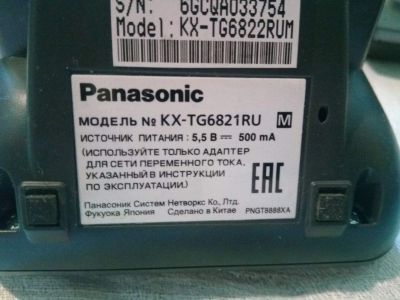 S/N: 6GCQA033754
Model: KX-TG6822RUM
Panasonic
МОДЕЛЬ № KX-TG6821RU M
ИСТОЧНИК ПИТАНИЯ : 5,5 В ⎓ 500 mA
(ИСПОЛЬЗУЙТЕ ТОЛЬКО АДАПТЕР
ДЛЯ СЕТИ ПЕРЕМЕННОГО ТОКА,
УКАЗАННЫЙ В ИНСТРУКЦИИ
ПО ЭКСПЛУАТАЦИИ.)
EAC
Панасоник Систем Нетворкс Ко., Лтд.
Фукуока Япония Сделано в Китае PNGT8888XA